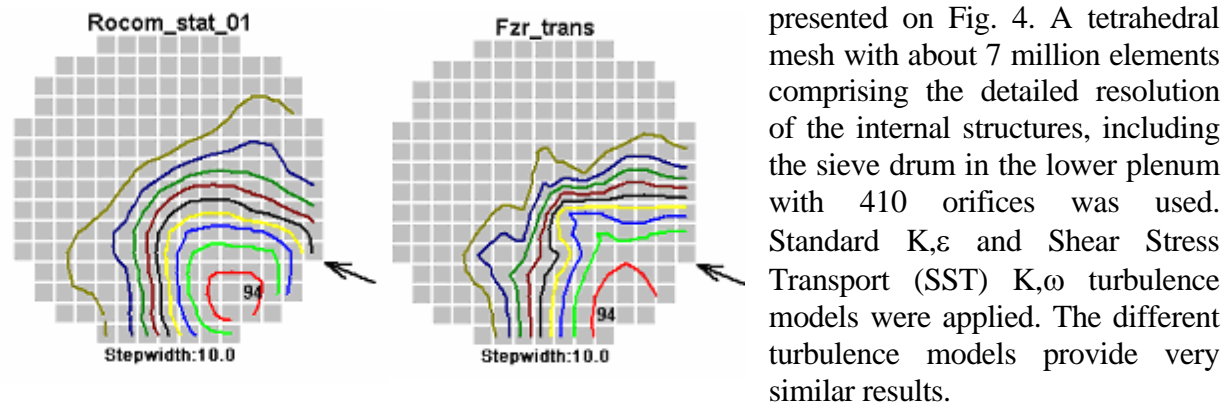 Rocom_stat_01
94
Stepwidth:10.0
Fzr_trans
94
Stepwidth:10.0
presented on Fig. 4. A tetrahedral
mesh with about 7 million elements
comprising the detailed resolution
of the internal structures, including
the sieve drum in the lower plenum
with 410 orifices was used.
Standard K,ε and Shear Stress
Transport (SST) K,ω turbulence
models were applied. The different
turbulence models provide very
similar results.